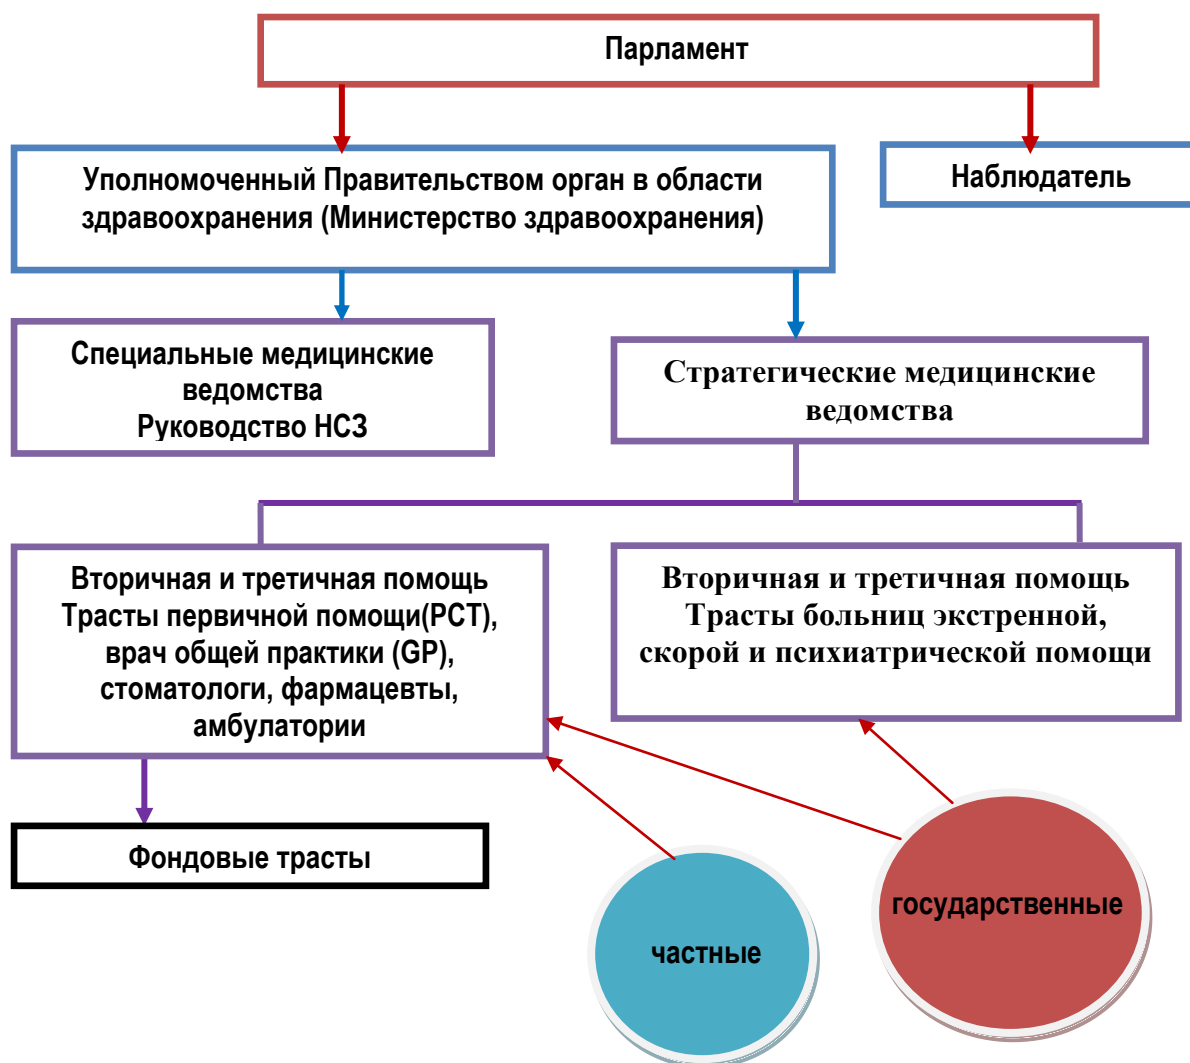 Парламент
Уполномоченный Правительством орган в области
здравоохранения (Министерство здравоохранения)
Наблюдатель
Специальные медицинские
ведомства
Руководство НСЗ
Стратегические медицинские
ведомства
Вторичная и третичная помощь
Трасты первичной помощи(PCT),
врач общей практики (GP),
стоматологи, фармацевты,
амбулатории
Вторичная и третичная помощь
Трасты больниц экстренной,
скорой и психиатрической помощи
Фондовые трасты
частные
государственные